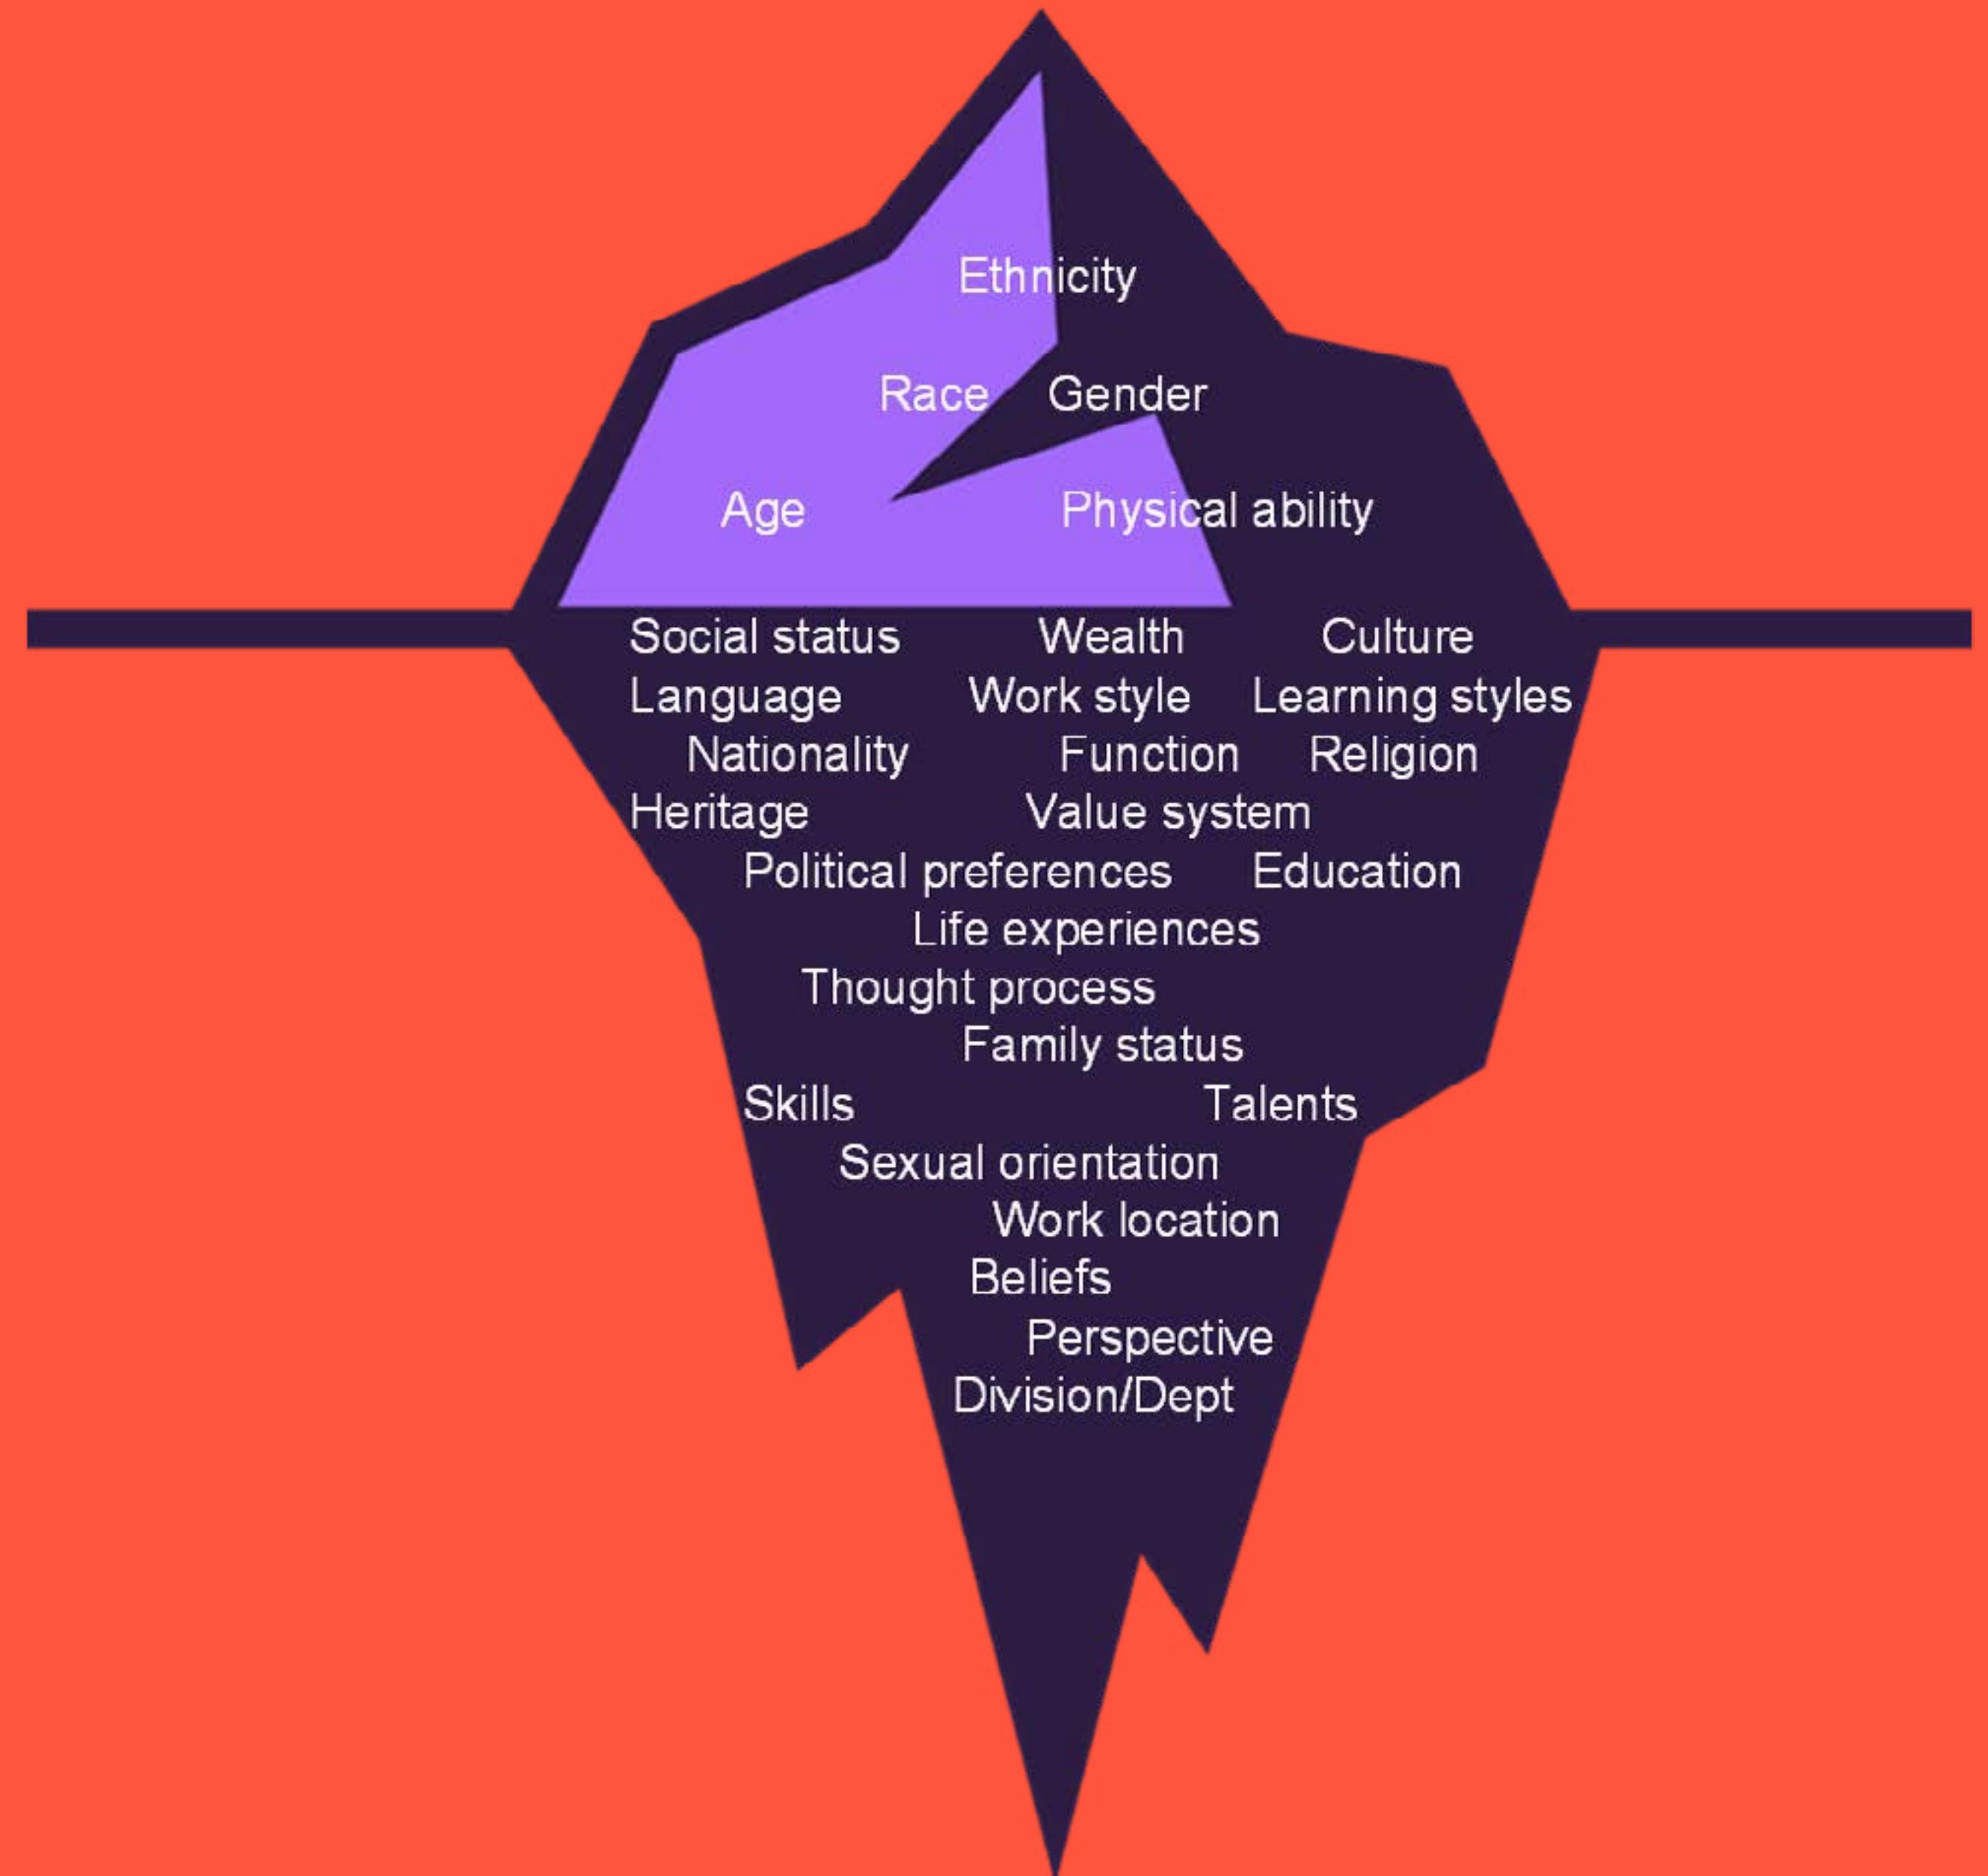 Ethnicity
Race Gender
Age Physical ability
Social status Wealth Culture
Language Work style Learning styles
Nationality Function Religion
Heritage Value system
Political preferences Education
Life experiences
Thought process
Family status
Skills Talents
Sexual orientation
Work location
Beliefs
Perspective
Division/Dept